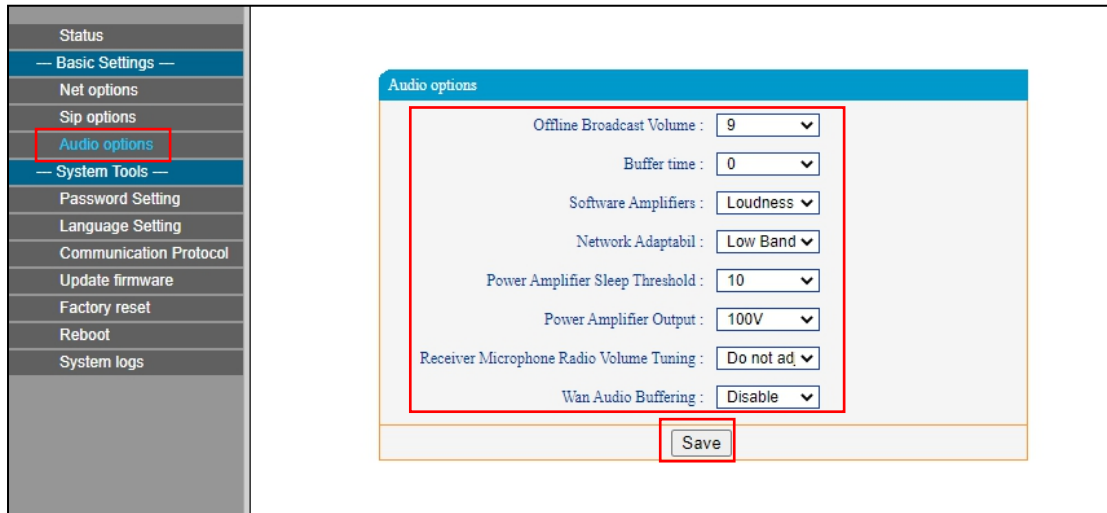 Status
— Basic Settings —
Net options
Sip options
Audio options
— System Tools —
Password Setting
Language Setting
Communication Protocol
Update firmware
Factory reset
Reboot
System logs
Audio options
Offline Broadcast Volume : 9
Buffer time : 0
Software Amplifiers : Loudness
Network Adaptabil : Low Band
Power Amplifier Sleep Threshold : 10
Power Amplifier Output : 100V
Receiver Microphone Radio Volume Tuning : Do not adj
Wan Audio Buffering : Disable
Save